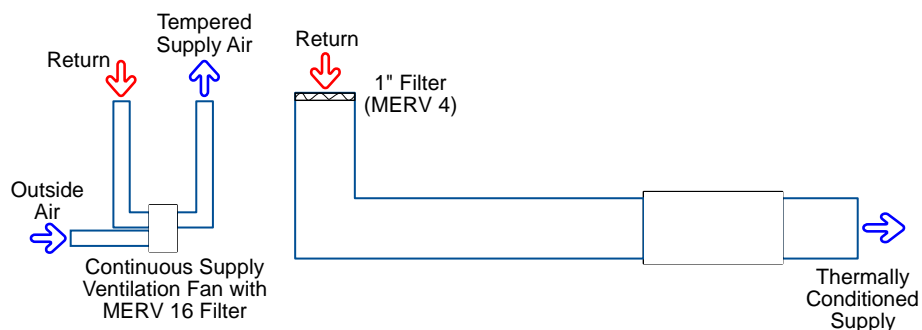 Tempered
Supply Air
Return
Return
1" Filter
(MERV 4)
Outside
Air
Continuous Supply
Ventilation Fan with
MERV 16 Filter
Thermally
Conditioned
Supply